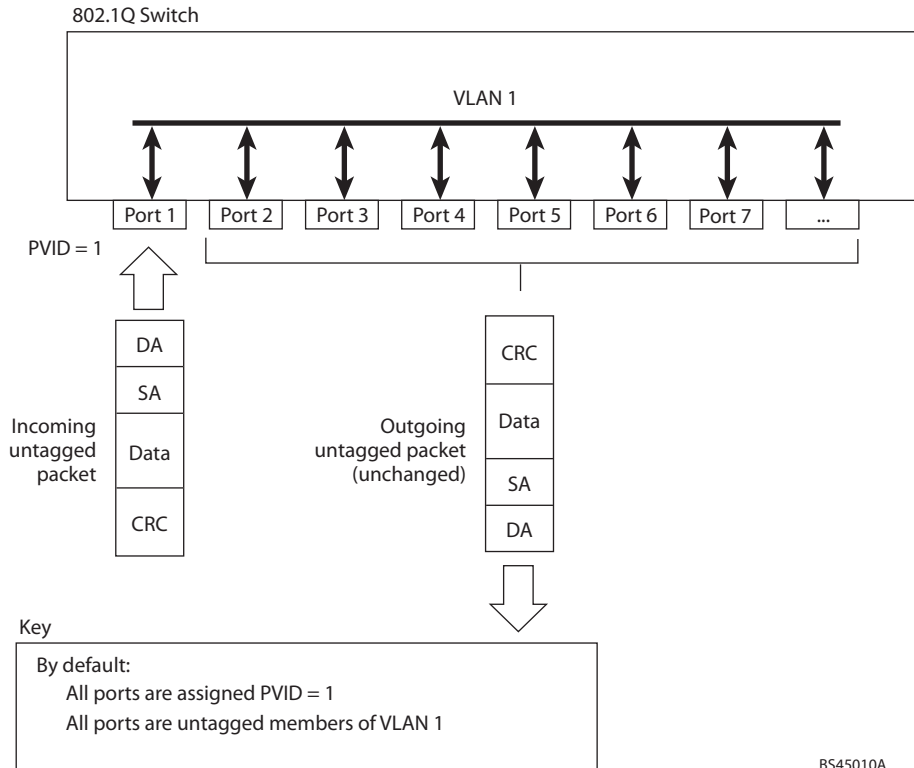 802.1Q Switch
VLAN 1
Port 1
Port 2
Port 3
Port 4
Port 5
Port 6
Port 7
...
PVID = 1
DA
SA
Data
CRC
Incoming
untagged
packet
CRC
Data
SA
DA
Outgoing
untagged packet
(unchanged)
Key
By default:
All ports are assigned PVID = 1
All ports are untagged members of VLAN 1
BS45010A